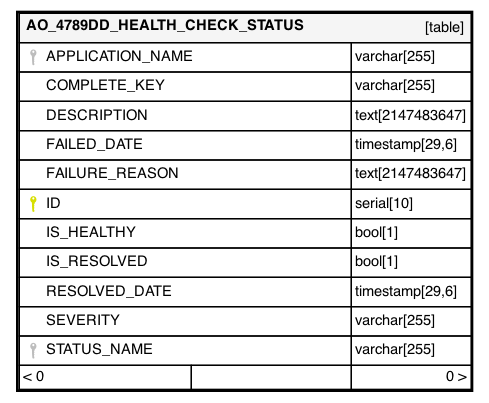 AO_4789DD_HEALTH_CHECK_STATUS [table]
APPLICATION_NAME varchar[255]
COMPLETE_KEY varchar[255]
DESCRIPTION text[2147483647]
FAILED_DATE timestamp[29,6]
FAILURE_REASON text[2147483647]
ID serial[10]
IS_HEALTHY bool[1]
IS_RESOLVED bool[1]
RESOLVED_DATE timestamp[29,6]
SEVERITY varchar[255]
STATUS_NAME varchar[255]
< 0 0 >